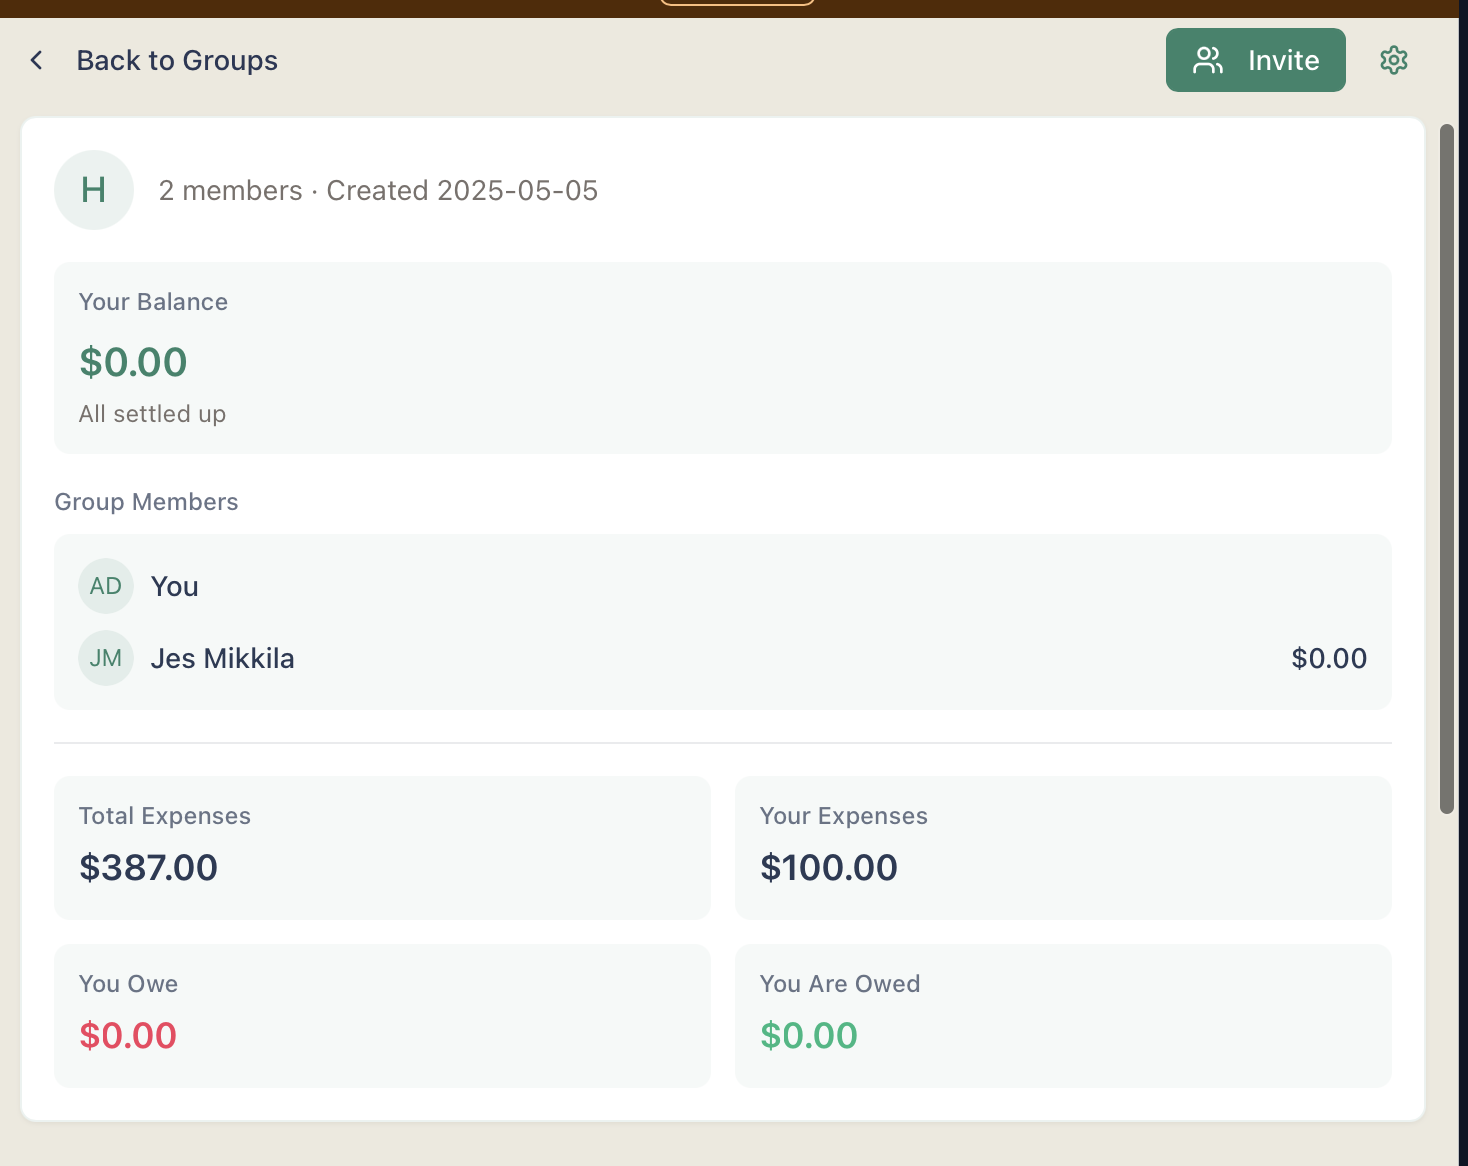 Back to Groups
Invite
H
2 members · Created 2025-05-05
Your Balance
$0.00
All settled up
Group Members
AD You
JM Jes Mikkila $0.00
Total Expenses
$387.00
Your Expenses
$100.00
You Owe
$0.00
You Are Owed
$0.00